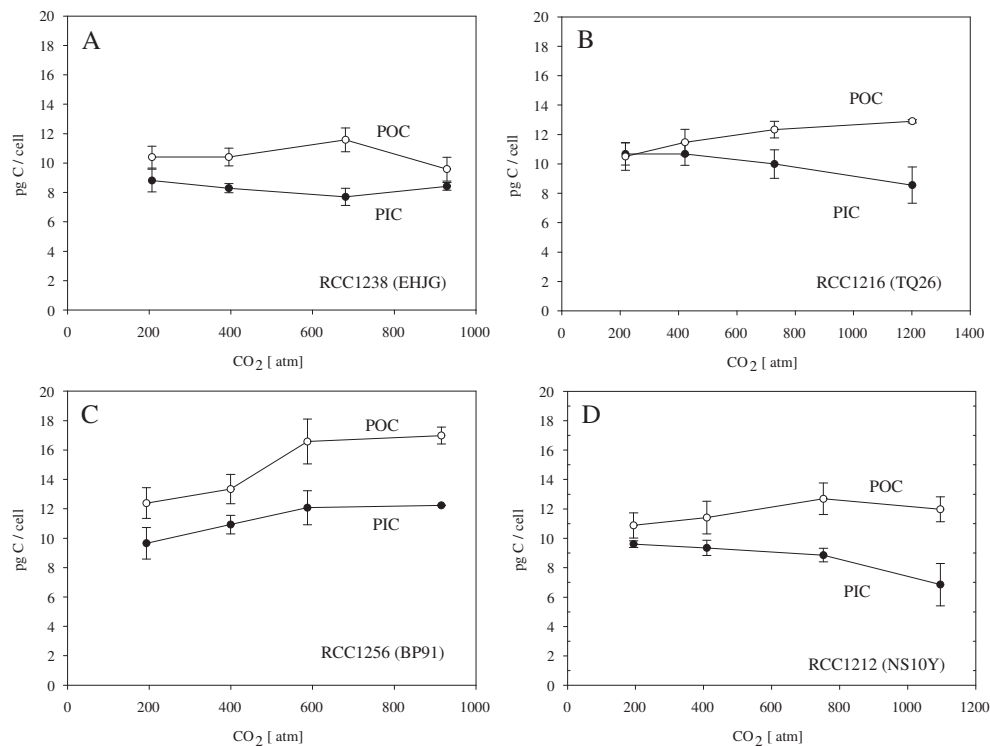 A
20
18
16
14
12
10
8
6
4
2
0
pg C / cell
POC
PIC
RCC1238 (EHJG)
0 200 400 600 800 1000
CO2 [ atm]
B
20
18
16
14
12
10
8
6
4
2
0
pg C / cell
POC
PIC
RCC1216 (TQ26)
0 200 400 600 800 1000 1200 1400
CO2 [ atm]
C
20
18
16
14
12
10
8
6
4
2
0
pg C / cell
POC
PIC
RCC1256 (BP91)
0 200 400 600 800 1000
CO2 [ atm]
D
20
18
16
14
12
10
8
6
4
2
0
pg C / cell
POC
PIC
RCC1212 (NS10Y)
0 200 400 600 800 1000 1200
CO2 [ atm]